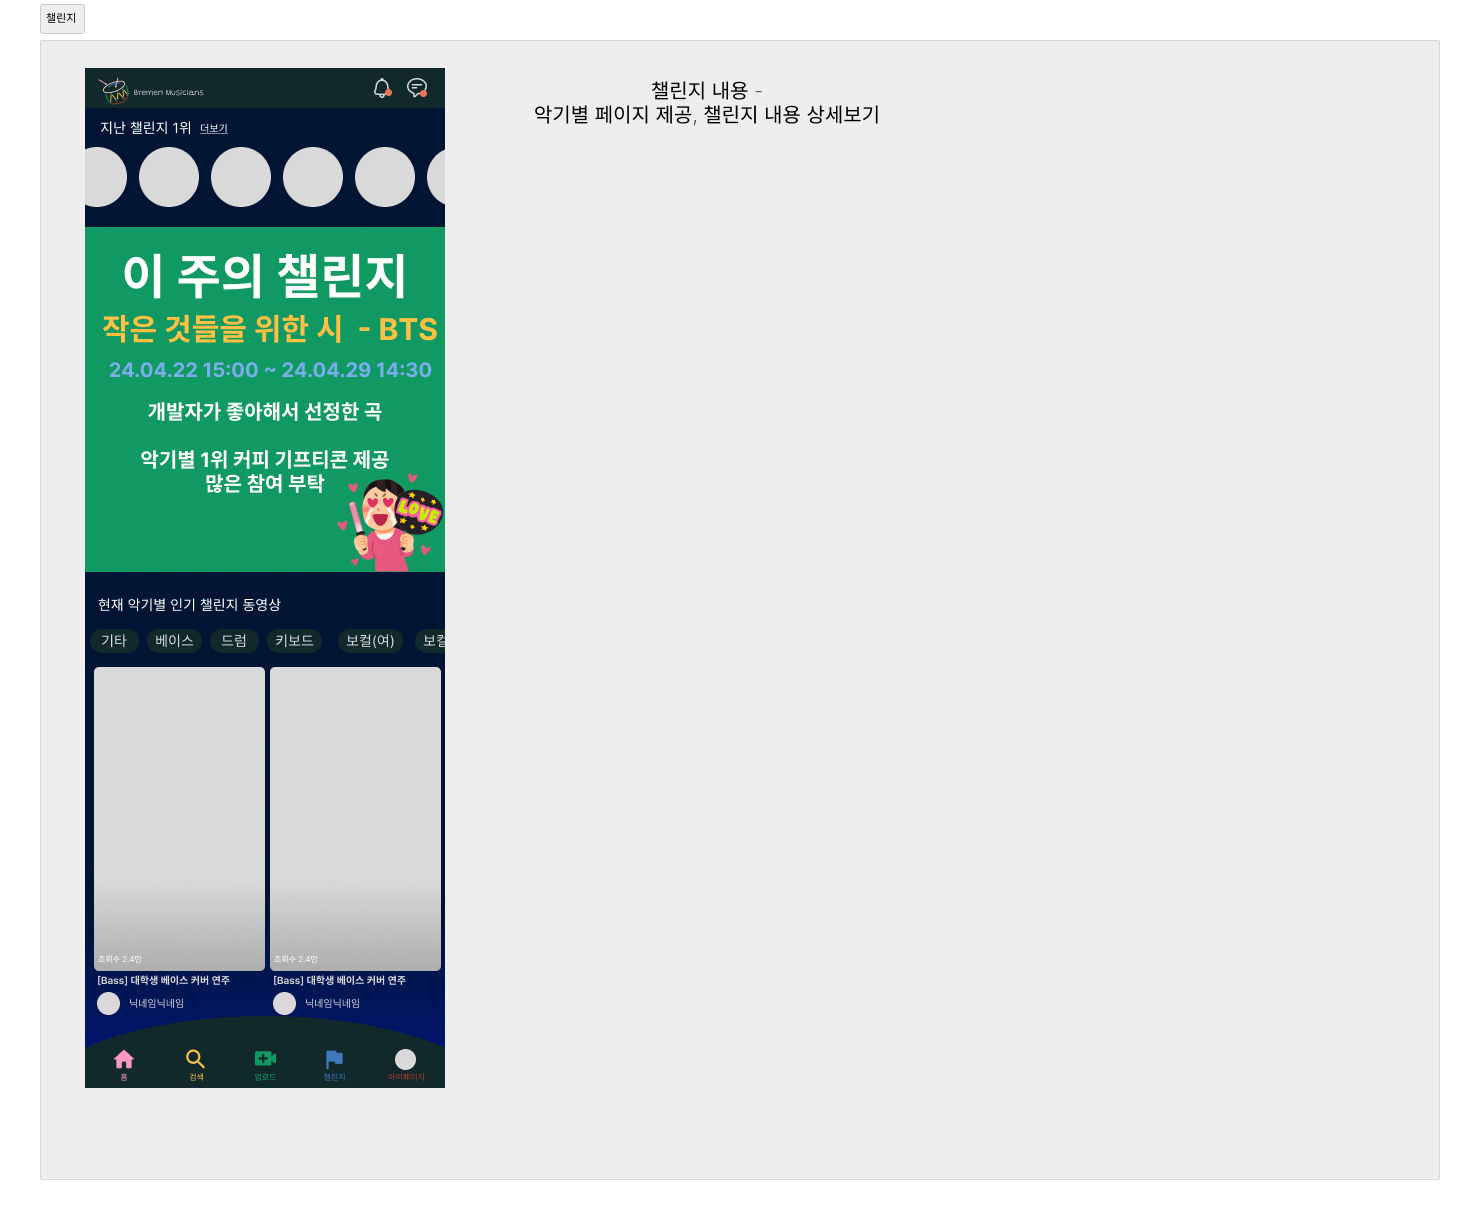 챌린지
Bremen Musicians
챌린지 내용 -
악기별 페이지 제공, 챌린지 내용 상세보기
지난 챌린지 1위 더보기
이 주의 챌린지
작은 것들을 위한 시 - BTS
24.04.22 15:00 ~ 24.04.29 14:30
개발자가 좋아해서 선정한 곡
악기별 1위 커피 기프티콘 제공
많은 참여 부탁
LOVE
현재 악기별 인기 챌린지 동영상
기타 베이스 드럼 키보드 보컬(여) 보컬
조회수 2.4만 조회수 2.4만
[Bass] 대학생 베이스 커버 연주 [Bass] 대학생 베이스 커버 연주
닉네임닉네임 닉네임닉네임
홈 검색 업로드 챌린지 마이페이지